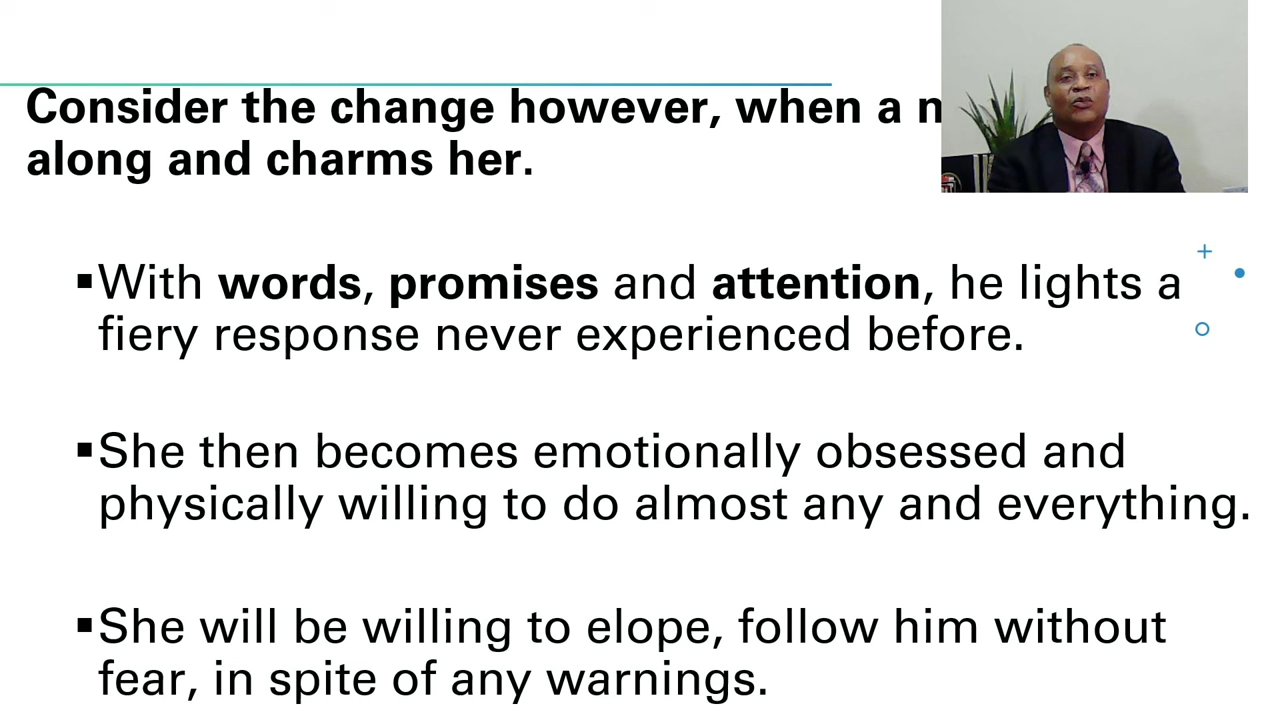 Consider the change however, when a
along and charms her.
▪With words, promises and attention, he lights a
fiery response never experienced before.
▪She then becomes emotionally obsessed and
physically willing to do almost any and everything.
▪She will be willing to elope, follow him without
fear, in spite of any warnings.